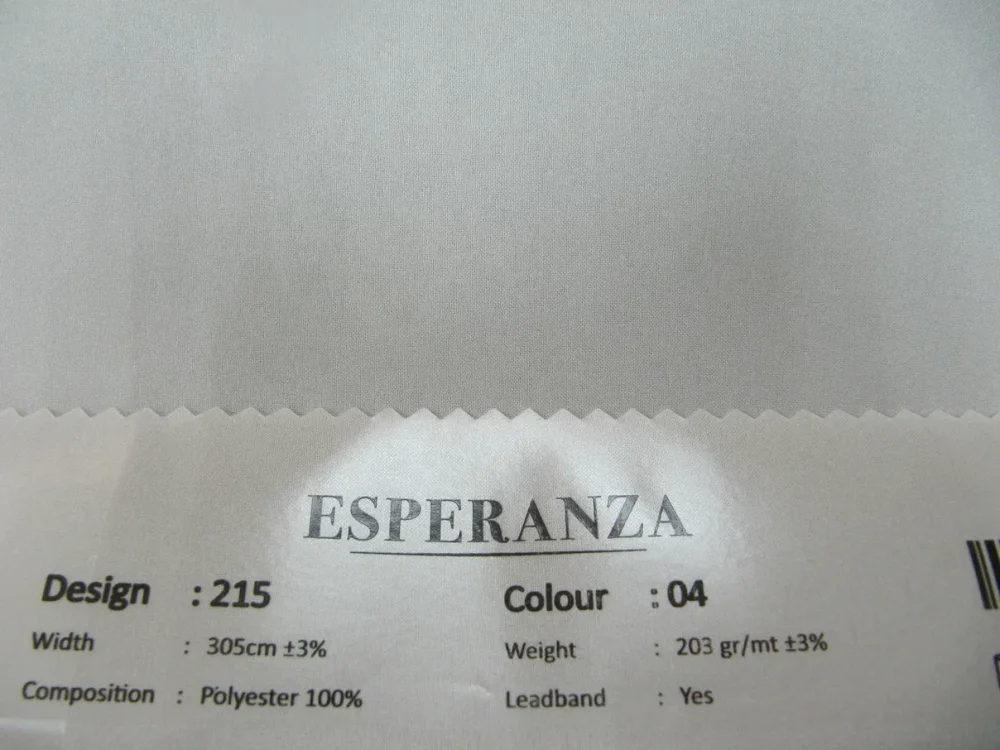 ESPERANZA
Design : 215 Colour : 04
Width : 305cm ±3% Weight : 203 gr/mt ±3%
Composition : Polyester 100% Leadband : Yes